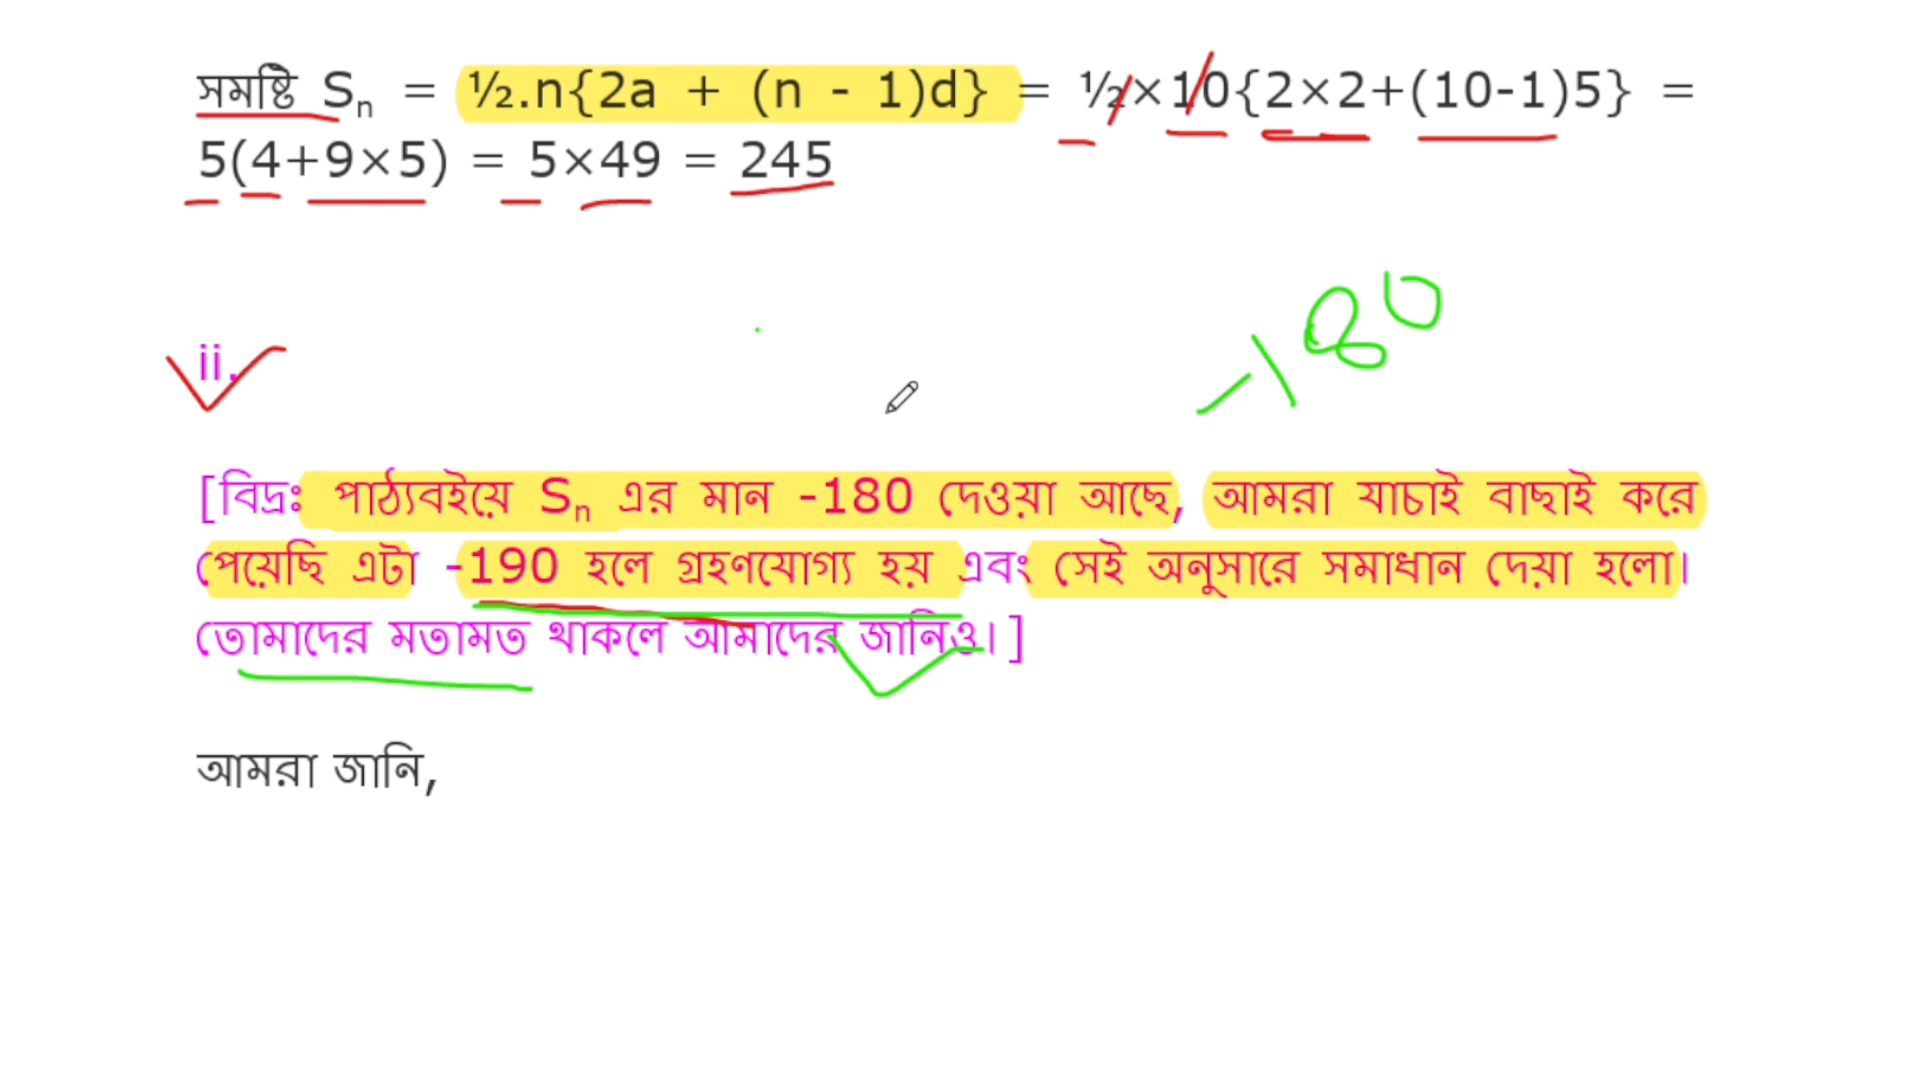 সমষ্টি Sₙ = ½.n{2a + (n - 1)d} = ½×10{2×2+(10-1)5} =
5(4+9×5) = 5×49 = 245
-180
ii.
[বিদ্রঃ পাঠ্যবইয়ে Sₙ এর মান -180 দেওয়া আছে, আমরা যাচাই বাছাই করে
পেয়েছি এটা -190 হলে গ্রহণযোগ্য হয় এবং সেই অনুসারে সমাধান দেয়া হলো।
তোমাদের মতামত থাকলে আমাদের জানিও।]
আমরা জানি,